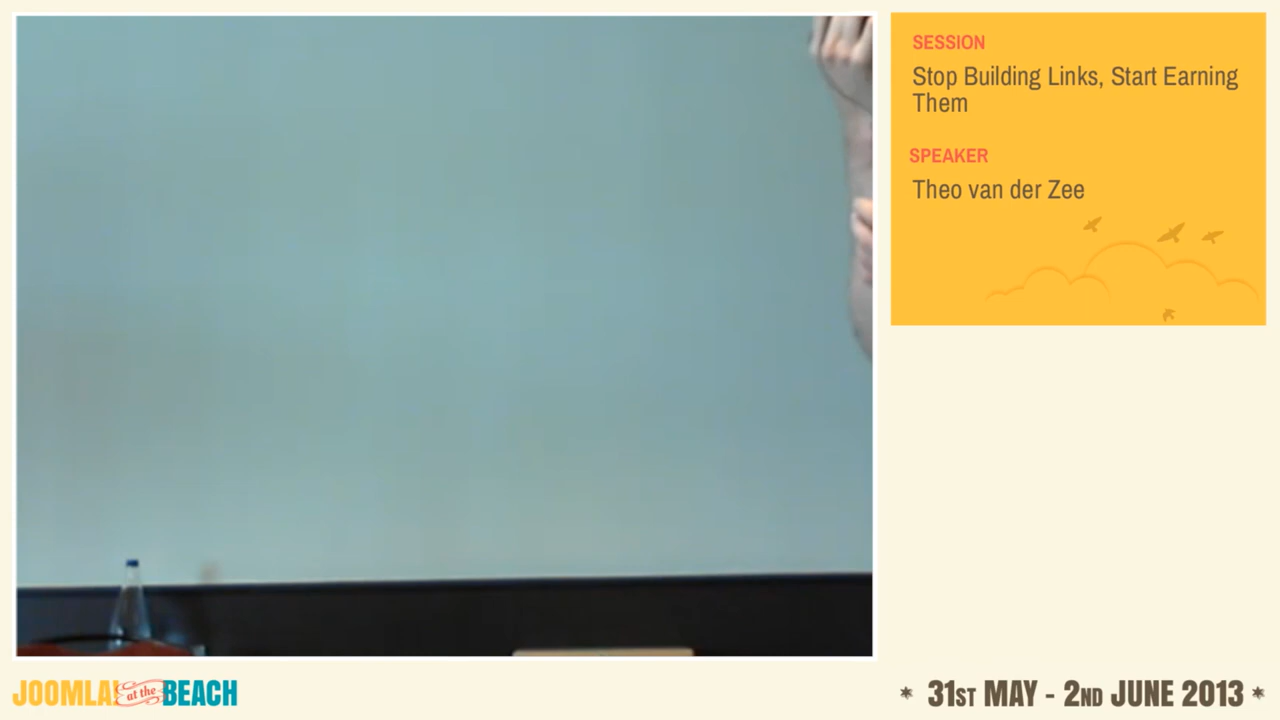 SESSION
Stop Building Links, Start Earning
Them
SPEAKER
Theo van der Zee
JOOMLA! at the BEACH
* 31ST MAY - 2ND JUNE 2013 *